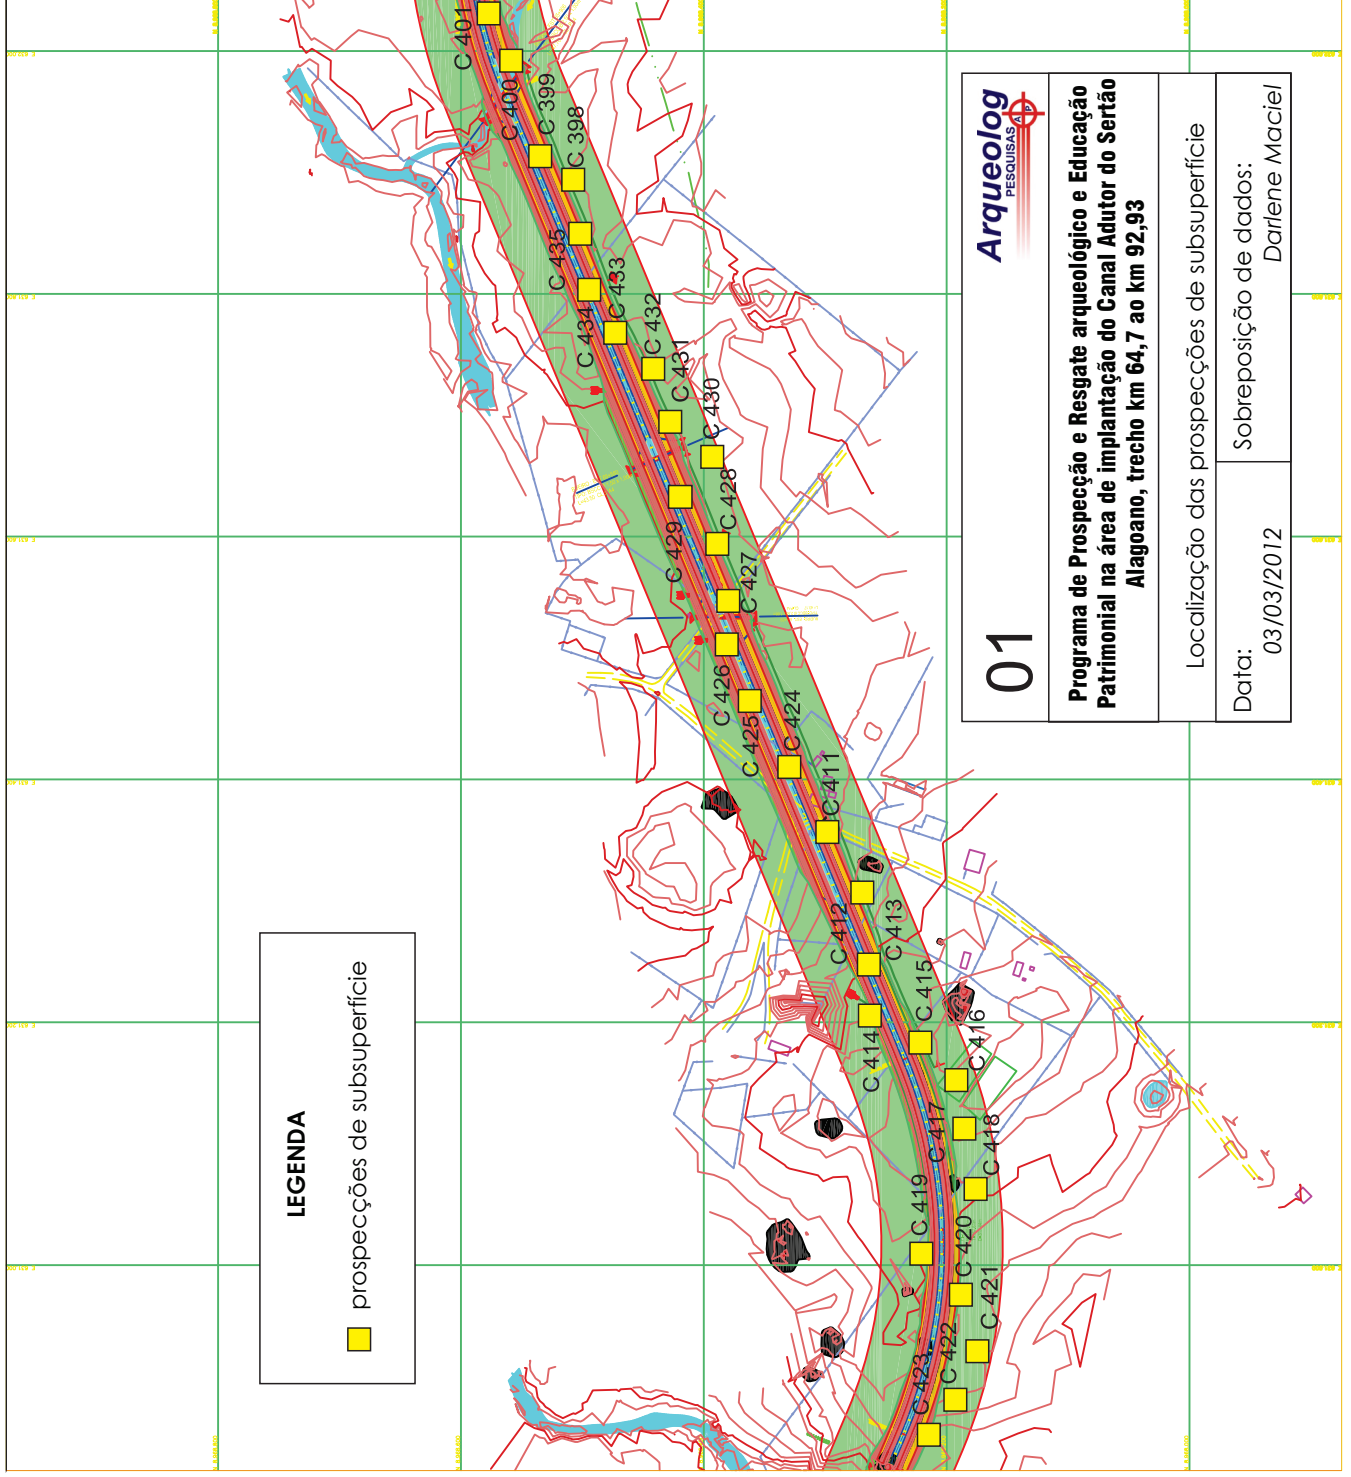 LEGENDA
prospecções de subsuperfície
C 423
C 422
C 421
C 420
C 419
C 418
C 417
C 416
C 414
C 415
C 412
C 413
C 411
C 425
C 424
C 426
C 427
C 429
C 428
C 430
C 431
C 434
C 432
C 433
C 435
C 398
C 400
C 399
C 401
01
Arqueolog
PESQUISAS
Programa de Prospecção e Resgate arqueológico e Educação
Patrimonial na área de implantação do Canal Adutor do Sertão
Alagoano, trecho km 64,7 ao km 92,93
Localização das prospecções de subsuperfície
Data:
03/03/2012
Sobreposição de dados:
Darlene Maciel